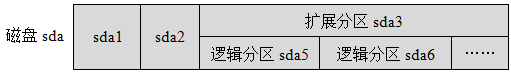 磁盘 sda
sda1
sda2
扩展分区 sda3
逻辑分区 sda5
逻辑分区 sda6
……